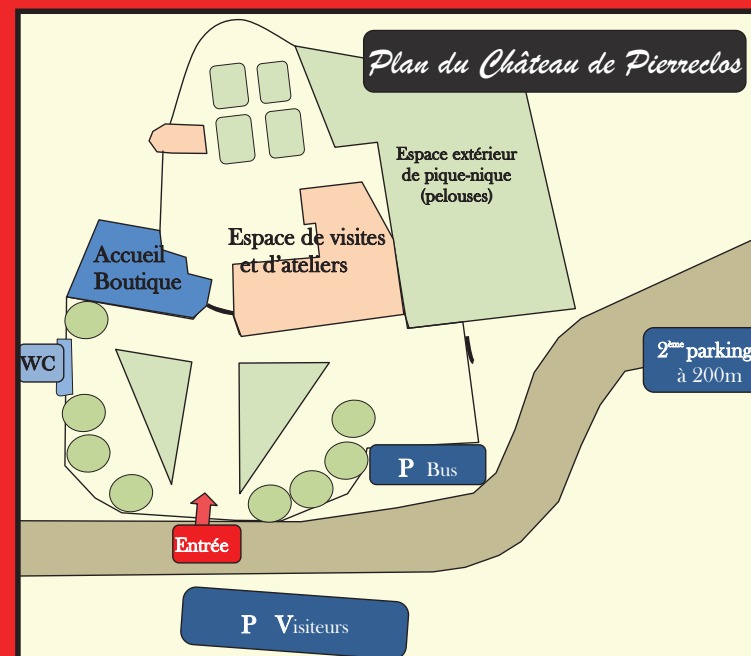 Plan du Château de Pierreclos
Espace extérieur
de pique-nique
(pelouses)
Espace de visites
et d'ateliers
Accueil
Boutique
WC
2ème parking
à 200m
P Bus
Entrée
P Visiteurs